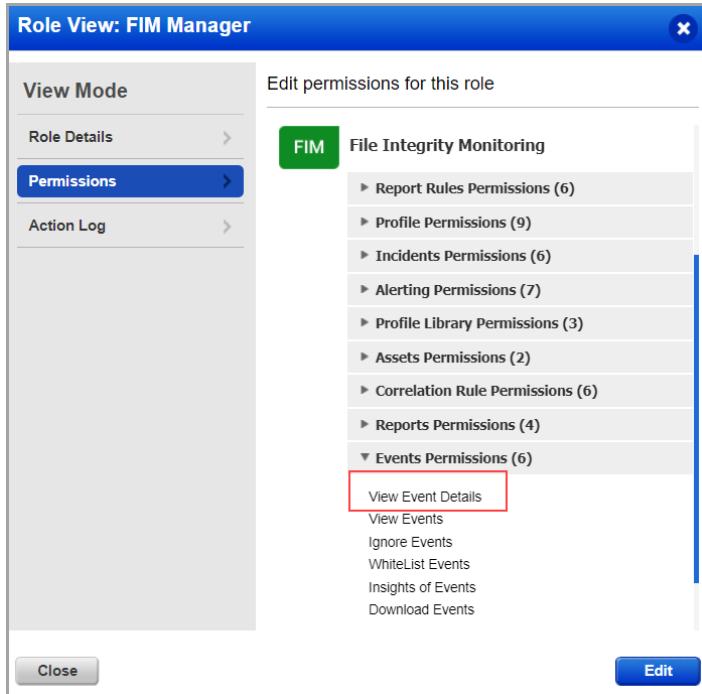 Role View: FIM Manager
View Mode
Role Details
Permissions
Action Log
Edit permissions for this role
FIM File Integrity Monitoring
Report Rules Permissions (6)
Profile Permissions (9)
Incidents Permissions (6)
Alerting Permissions (7)
Profile Library Permissions (3)
Assets Permissions (2)
Correlation Rule Permissions (6)
Reports Permissions (4)
Events Permissions (6)
View Event Details
View Events
Ignore Events
WhiteList Events
Insights of Events
Download Events
Close
Edit